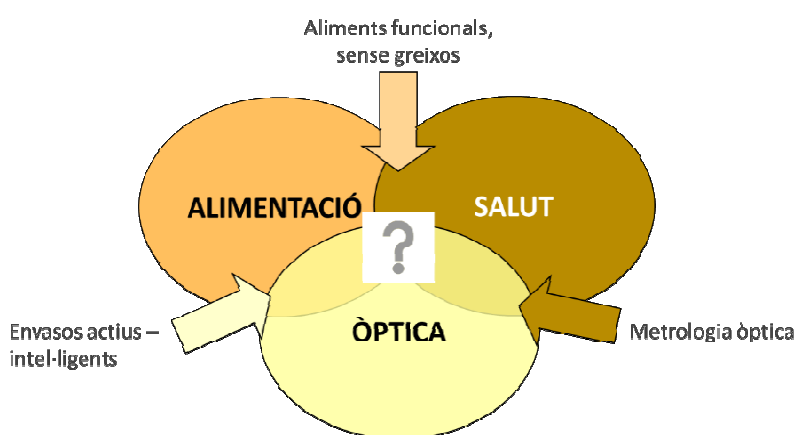 Aliments funcionals,
sense greixos
ALIMENTACIÓ
SALUT
?
Envasos actius –
intel·ligents
ÒPTICA
Metrologia òptica